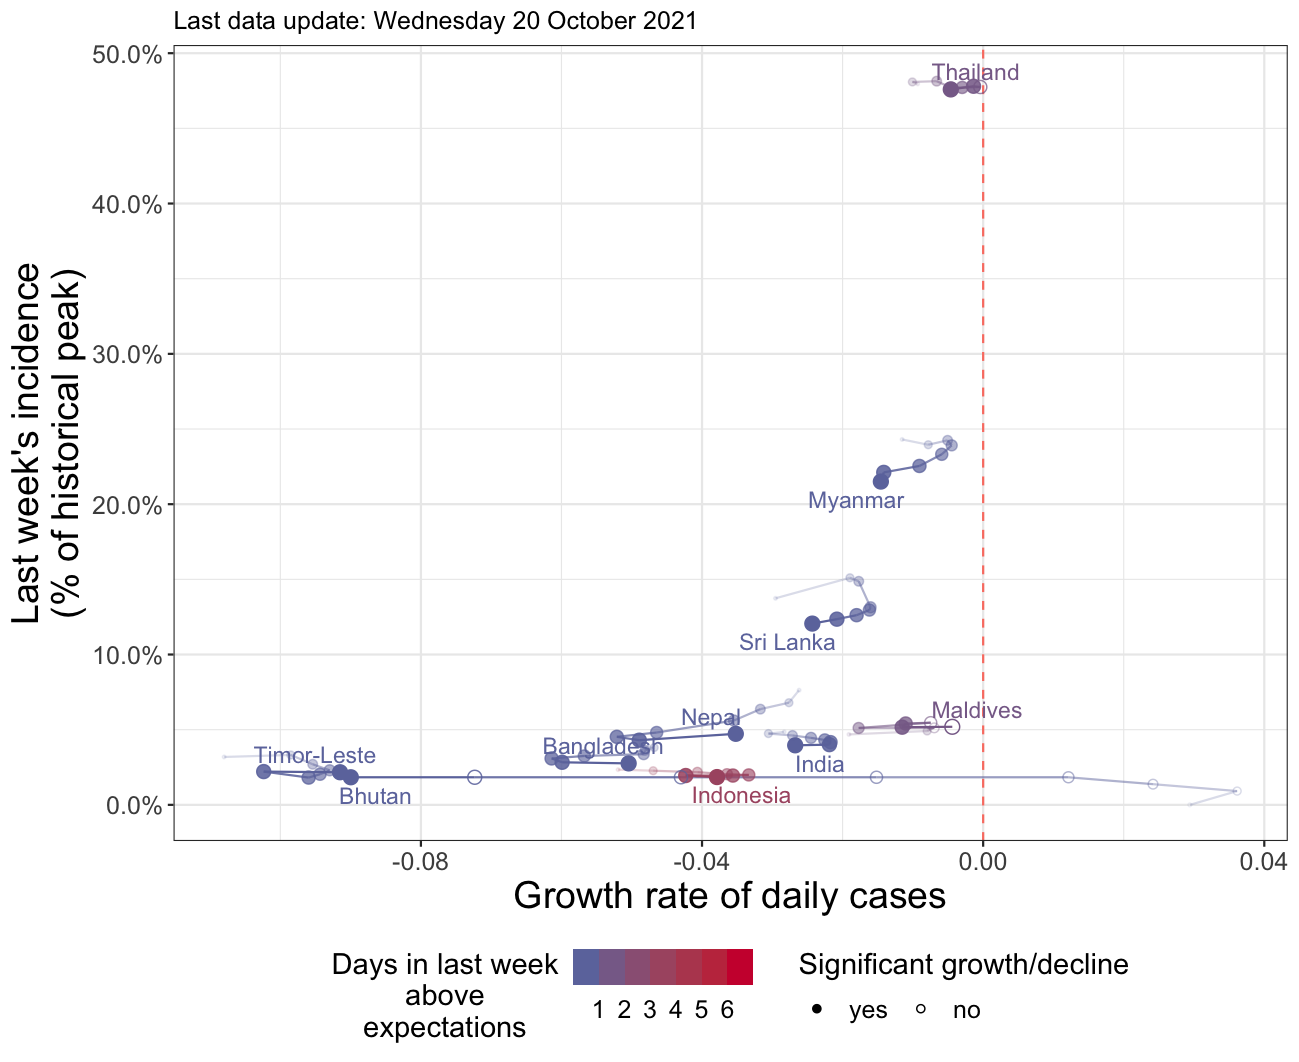 Last data update: Wednesday 20 October 2021
Last week's incidence
(% of historical peak)
50.0%
40.0%
30.0%
20.0%
10.0%
0.0%
Thailand
Myanmar
Sri Lanka
Nepal
Maldives
Bangladesh
Timor-Leste
India
Bhutan
Indonesia
-0.08
-0.04
0.00
0.04
Growth rate of daily cases
Days in last week
above
expectations
1 2 3 4 5 6
Significant growth/decline
yes
no